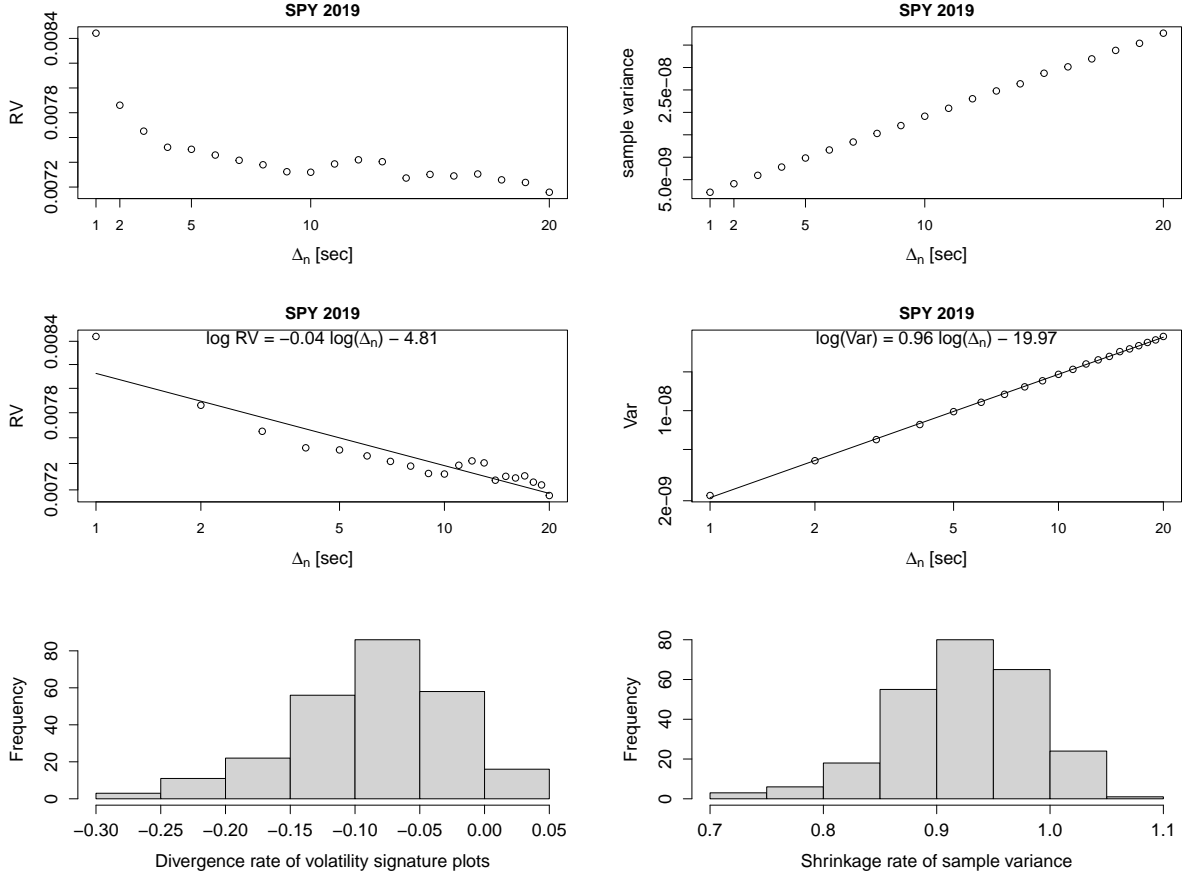 SPY 2019
RV
0.0072 0.0078 0.0084
1 2 5 10 20
Δn [sec]
SPY 2019
sample variance
5.0e−09 2.5e−08
1 2 5 10 20
Δn [sec]
SPY 2019
log RV = −0.04 log(Δn) − 4.81
RV
0.0072 0.0078 0.0084
1 2 5 10 20
Δn [sec]
SPY 2019
log(Var) = 0.96 log(Δn) − 19.97
Var
2e−09 1e−08
1 2 5 10 20
Δn [sec]
Frequency
0 20 40 60 80
−0.30 −0.25 −0.20 −0.15 −0.10 −0.05 0.00 0.05
Divergence rate of volatility signature plots
Frequency
0 20 40 60 80
0.7 0.8 0.9 1.0 1.1
Shrinkage rate of sample variance